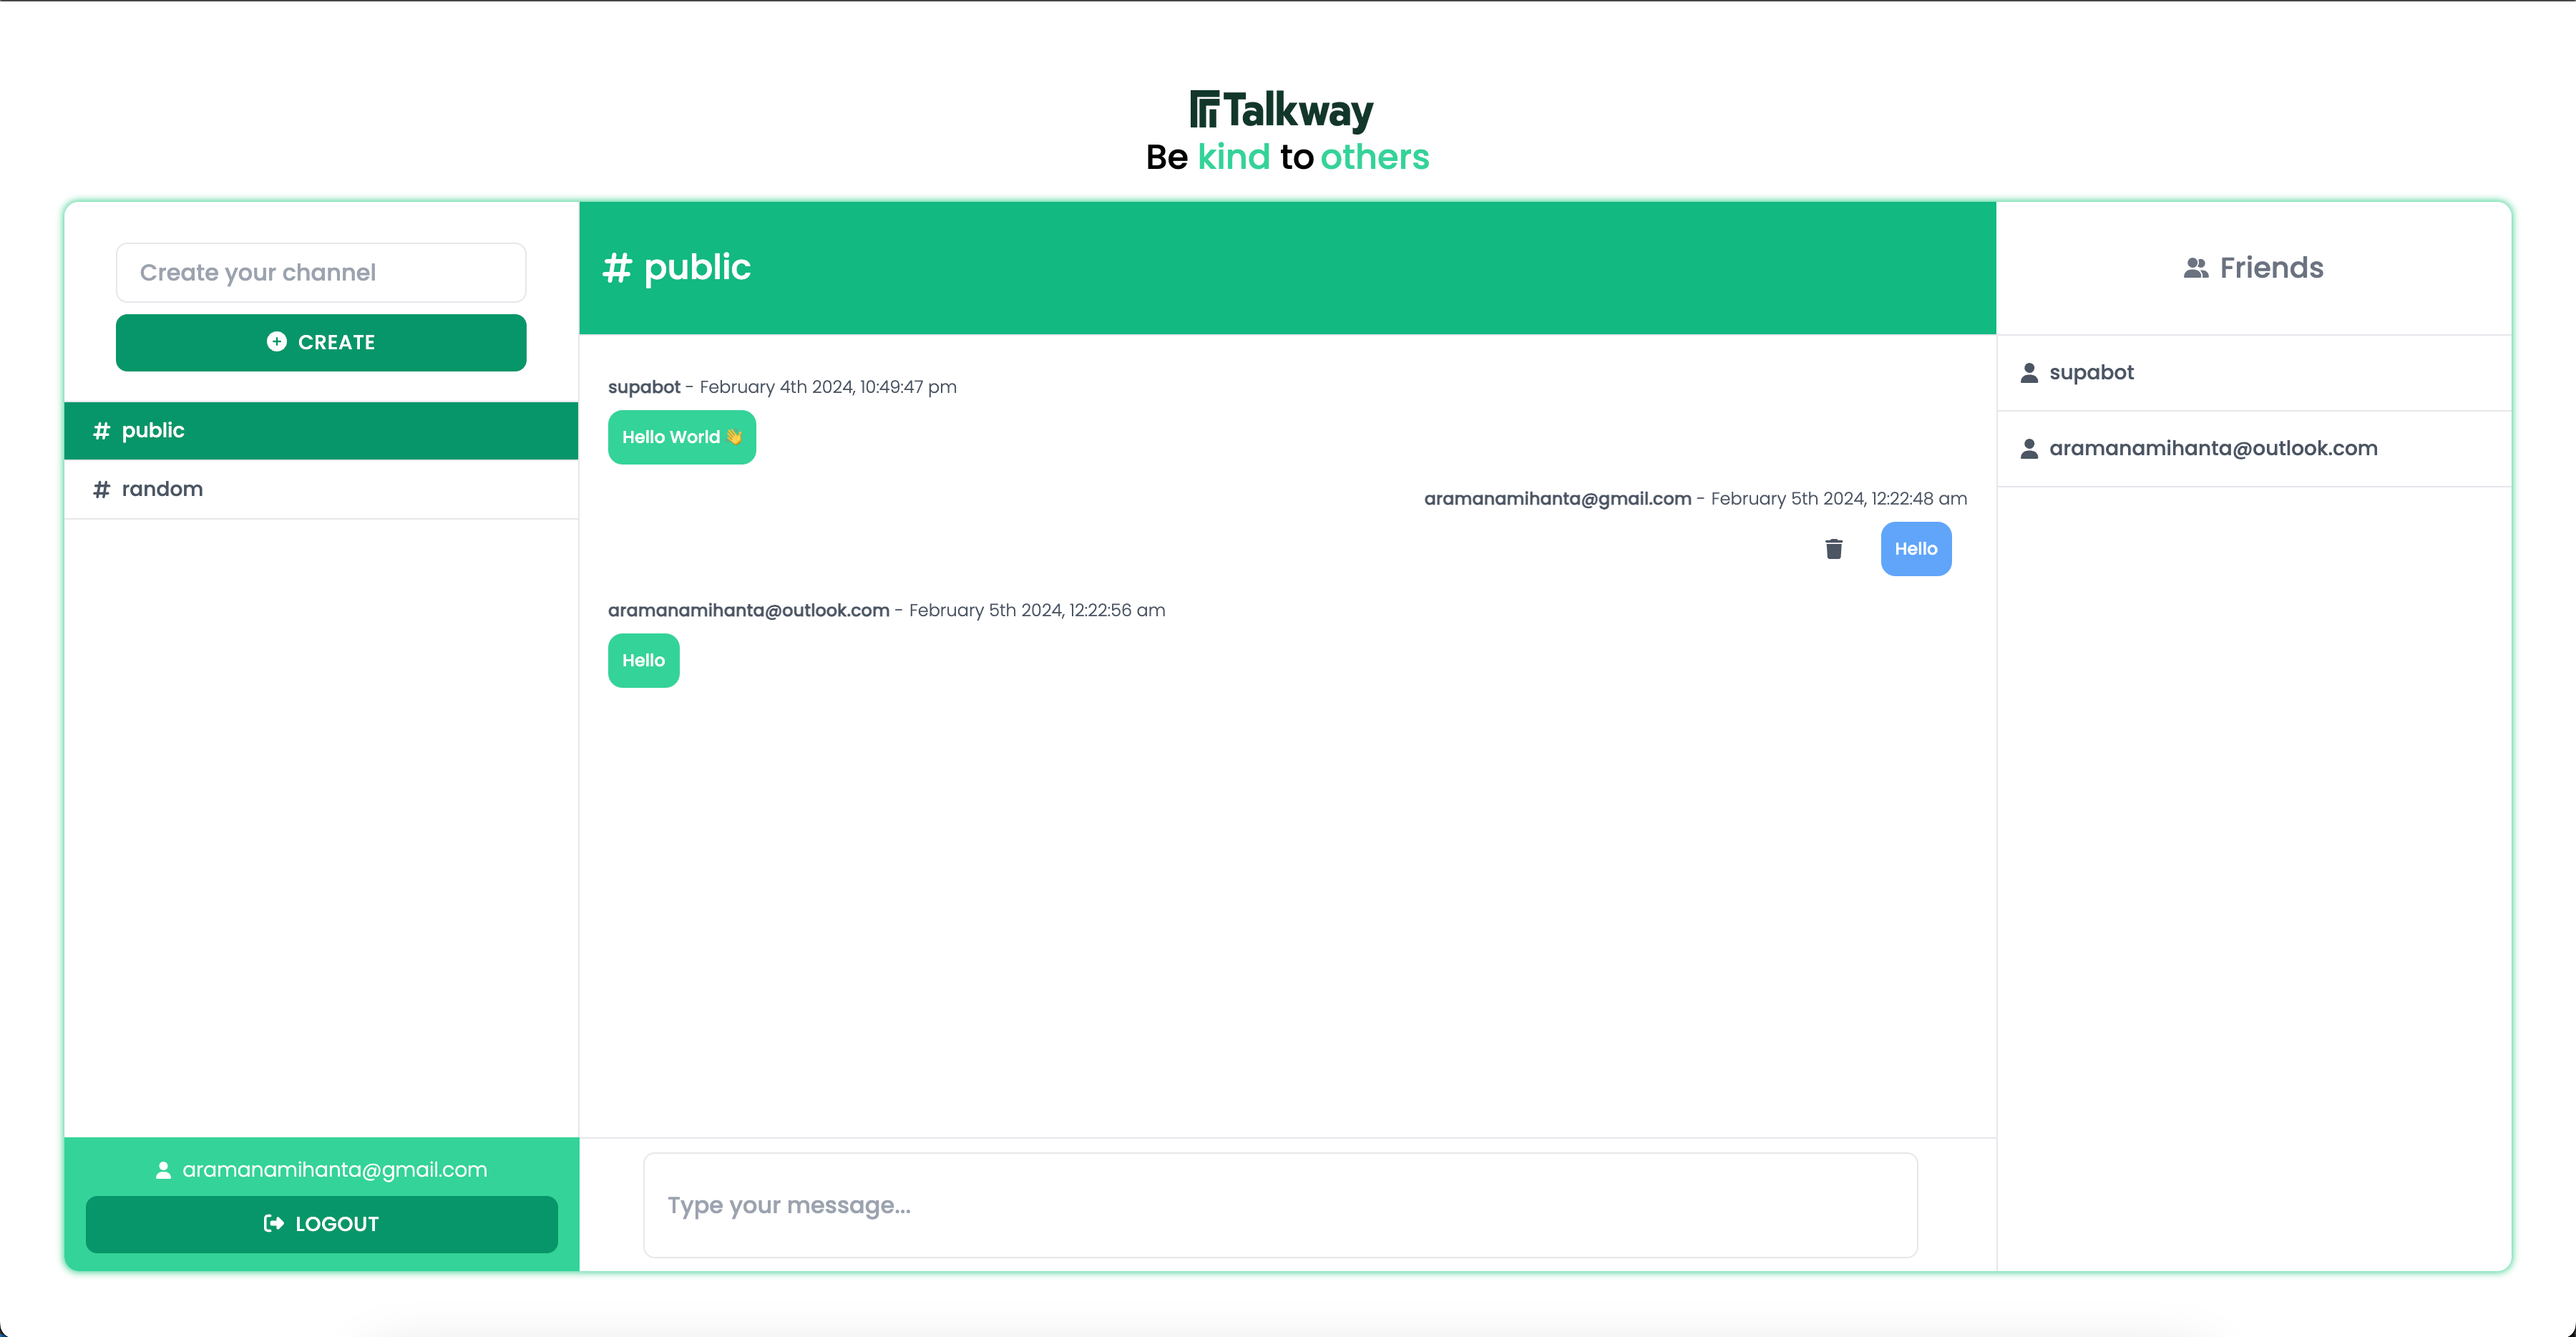 Talkway
Be kind to others
Create your channel
CREATE
# public
# random
aramanamihanta@gmail.com
LOGOUT
# public
supabot - February 4th 2024, 10:49:47 pm
Hello World 👋
aramanamihanta@gmail.com - February 5th 2024, 12:22:48 am
Hello
aramanamihanta@outlook.com - February 5th 2024, 12:22:56 am
Hello
Type your message...
Friends
supabot
aramanamihanta@outlook.com